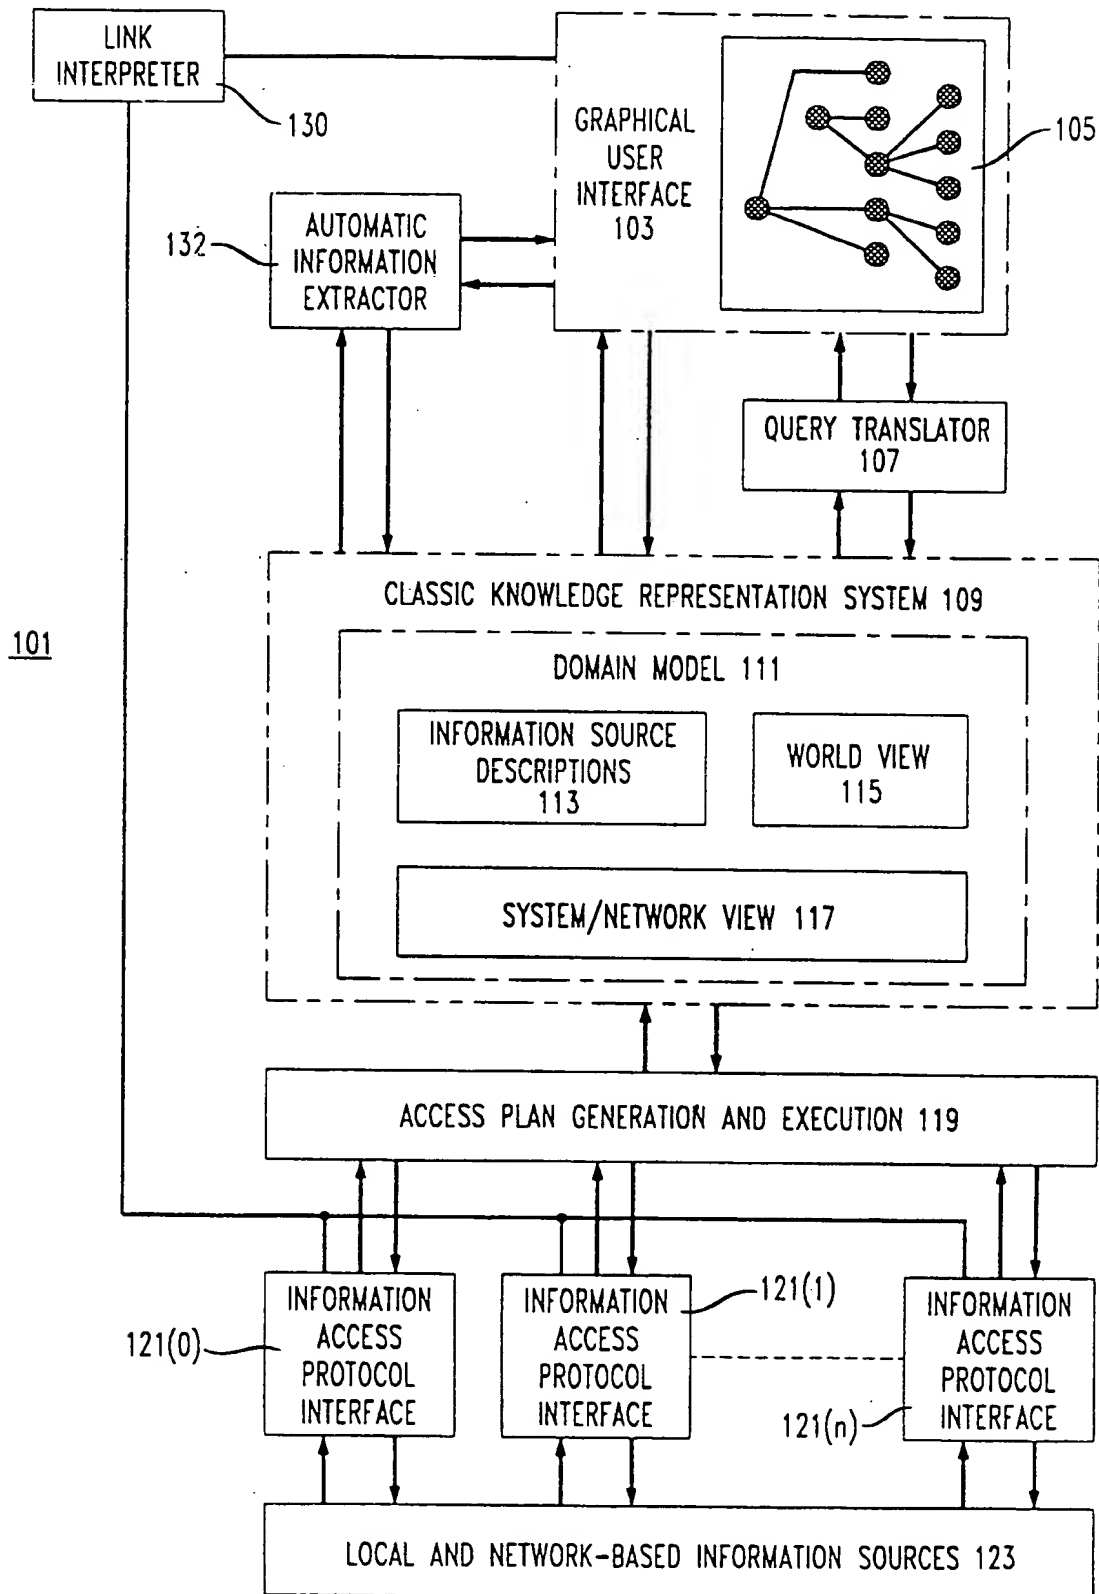 LINK
INTERPRETER
130
GRAPHICAL
USER
INTERFACE
103
105
132
AUTOMATIC
INFORMATION
EXTRACTOR
QUERY TRANSLATOR
107
101
CLASSIC KNOWLEDGE REPRESENTATION SYSTEM 109
DOMAIN MODEL 111
INFORMATION SOURCE
DESCRIPTIONS
113
WORLD VIEW
115
SYSTEM/NETWORK VIEW 117
ACCESS PLAN GENERATION AND EXECUTION 119
121(0)
INFORMATION
ACCESS
PROTOCOL
INTERFACE
INFORMATION
ACCESS
PROTOCOL
INTERFACE
121(1)
INFORMATION
ACCESS
PROTOCOL
INTERFACE
121(n)
LOCAL AND NETWORK-BASED INFORMATION SOURCES 123